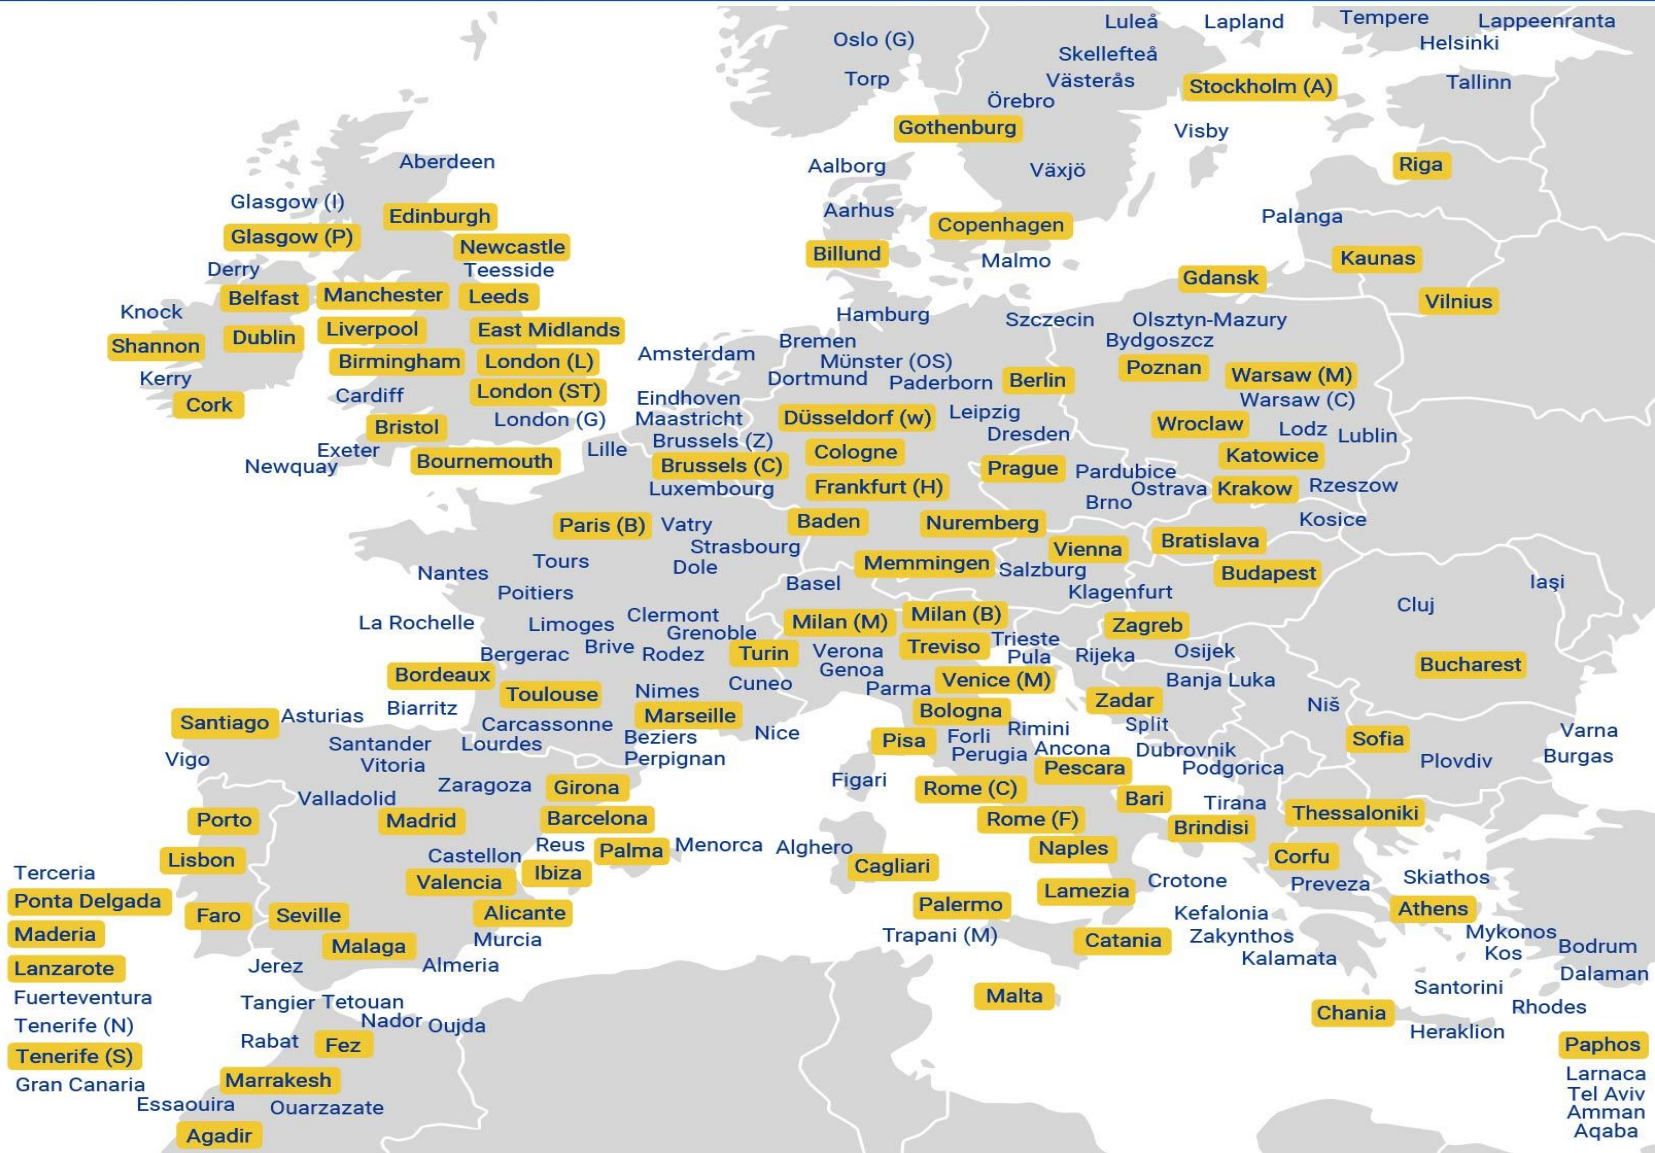 Luleå
Lapland
Tempere
Lappeenranta
Oslo (G)
Helsinki
Skellefteå
Torp
Västerås
Stockholm (A)
Tallinn
Örebro
Gothenburg
Visby
Aberdeen
Aalborg
Växjö
Riga
Glasgow (I)
Edinburgh
Aarhus
Palanga
Glasgow (P)
Newcastle
Copenhagen
Billund
Malmo
Kaunas
Derry
Teesside
Gdansk
Belfast
Manchester
Leeds
Vilnius
Knock
Hamburg
Szczecin
Olsztyn-Mazury
Shannon
Dublin
Liverpool
East Midlands
Bremen
Bydgoszcz
Birmingham
London (L)
Amsterdam
Münster (OS)
Poznan
Warsaw (M)
Kerry
Dortmund
Paderborn
Berlin
Cardiff
London (ST)
Eindhoven
Warsaw (C)
Cork
Bristol
London (G)
Maastricht
Düsseldorf (w)
Leipzig
Wroclaw
Lodz
Lublin
Exeter
Lille
Brussels (Z)
Dresden
Newquay
Bournemouth
Brussels (C)
Cologne
Prague
Pardubice
Katowice
Luxembourg
Frankfurt (H)
Ostrava
Krakow
Rzeszow
Brno
Paris (B)
Vatry
Baden
Nuremberg
Kosice
Strasbourg
Vienna
Bratislava
Tours
Dole
Memmingen
Salzburg
Budapest
Nantes
Basel
Iaşi
Poitiers
Klagenfurt
Cluj
La Rochelle
Limoges
Clermont
Milan (M)
Milan (B)
Zagreb
Grenoble
Bergerac
Brive
Rodez
Turin
Verona
Treviso
Trieste
Pula
Rijeka
Osijek
Bucharest
Bordeaux
Genoa
Toulouse
Nimes
Cuneo
Parma
Venice (M)
Banja Luka
Biarritz
Zadar
Niš
Santiago
Asturias
Carcassonne
Marseille
Bologna
Split
Vigo
Santander
Lourdes
Beziers
Nice
Pisa
Forli
Rimini
Sofia
Varna
Vitoria
Perpignan
Perugia
Ancona
Dubrovnik
Plovdiv
Burgas
Pescara
Podgorica
Zaragoza
Girona
Figari
Rome (C)
Valladolid
Bari
Tirana
Porto
Madrid
Barcelona
Rome (F)
Brindisi
Thessaloniki
Lisbon
Castellon
Reus
Palma
Menorca
Alghero
Naples
Corfu
Terceria
Valencia
Ibiza
Cagliari
Crotone
Preveza
Skiathos
Ponta Delgada
Faro
Seville
Alicante
Palermo
Lamezia
Kefalonia
Athens
Maderia
Malaga
Murcia
Trapani (M)
Catania
Zakynthos
Mykonos
Kos
Bodrum
Lanzarote
Jerez
Almeria
Kalamata
Dalaman
Fuerteventura
Tangier
Tetouan
Malta
Santorini
Tenerife (N)
Nador
Oujda
Chania
Rhodes
Rabat
Fez
Heraklion
Tenerife (S)
Paphos
Gran Canaria
Marrakesh
Larnaca
Essaouira
Ouarzazate
Tel Aviv
Amman
Agadir
Aqaba